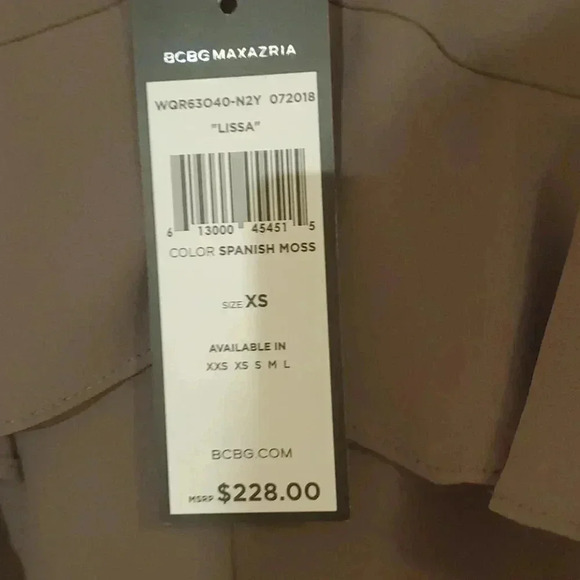 BCBGMAXAZRIA
WQR63O40-N2Y 072018
"LISSA"
6 13000 45451 5
COLOR SPANISH MOSS
SIZE XS
AVAILABLE IN
XXS XS S M L
BCBG.COM
MSRP $228.00